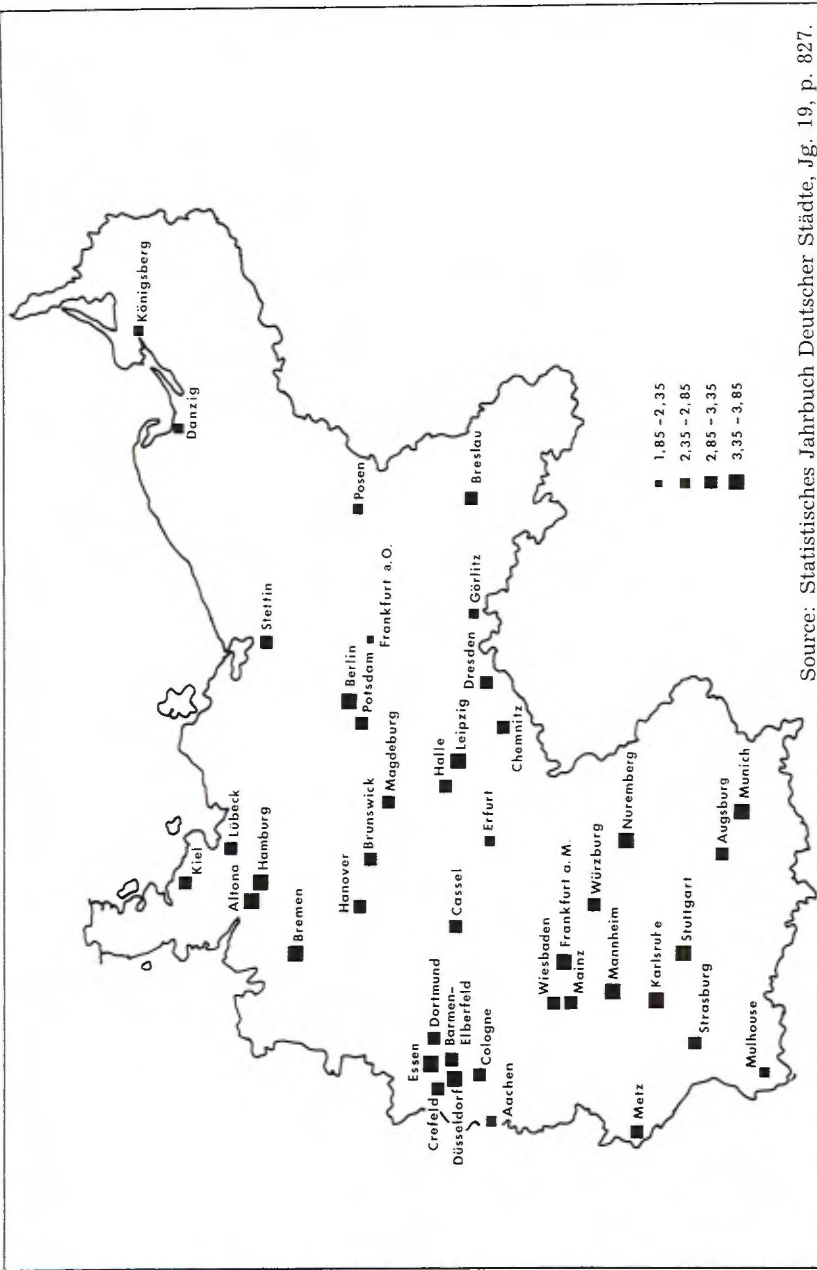 Königsberg
Danzig
Posen
Breslau
Stettin
Frankfurt a.O.
Görlitz
Berlin
Potsdam
Dresden
Magdeburg
Leipzig
Halle
Chemnitz
Kiel
Lübeck
Altona
Hamburg
Brunswick
Erfurt
Hanover
Bremen
Cassel
Nuremberg
Munich
Augsburg
Würzburg
Frankfurt a. M.
Wiesbaden
Mainz
Mannheim
Karlsruhe
Stuttgart
Strasburg
Mulhouse
Metz
Dortmund
Essen
Barmen-
Elberfeld
Cologne
Crefeld
Düsseldorf
Aachen
1,85 – 2,35
2,35 – 2,85
2,85 – 3,35
3,35 – 3,85
Source: Statistisches Jahrbuch Deutscher Städte, Jg. 19, p. 827.